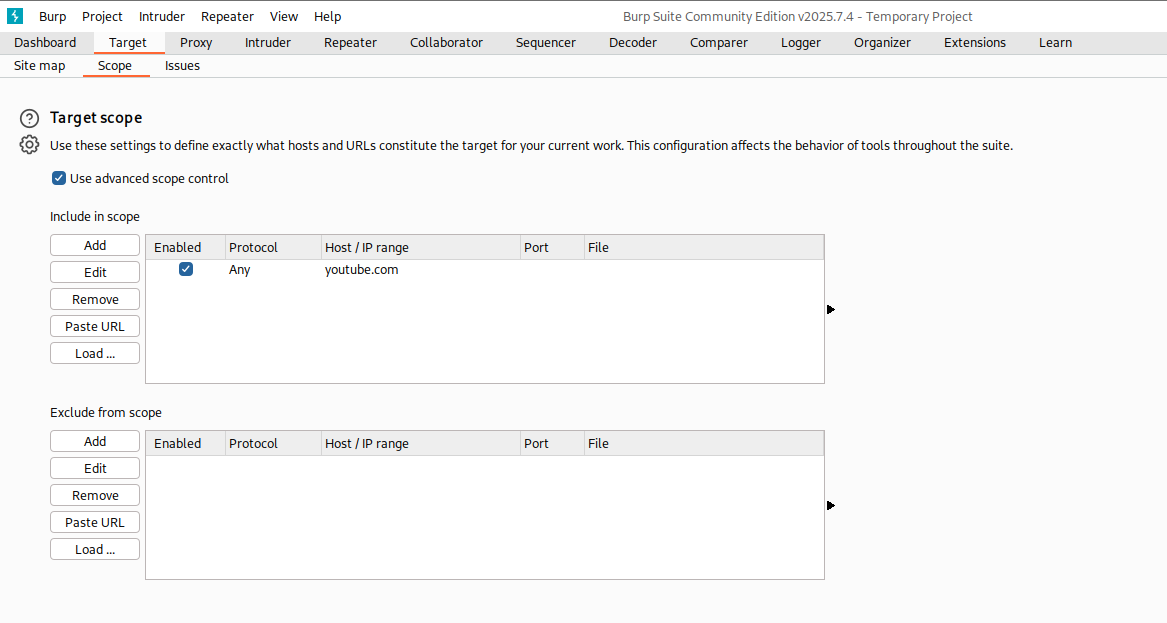 Burp Project Intruder Repeater View Help Burp Suite Community Edition v2025.7.4 - Temporary Project
Dashboard Target Proxy Intruder Repeater Collaborator Sequencer Decoder Comparer Logger Organizer Extensions Learn
Site map Scope Issues
? Target scope
Use these settings to define exactly what hosts and URLs constitute the target for your current work. This configuration affects the behavior of tools throughout the suite.
Use advanced scope control
Include in scope
Add
Edit
Remove
Paste URL
Load ...
Enabled Protocol Host / IP range Port File
Any youtube.com
Exclude from scope
Add
Edit
Remove
Paste URL
Load ...
Enabled Protocol Host / IP range Port File